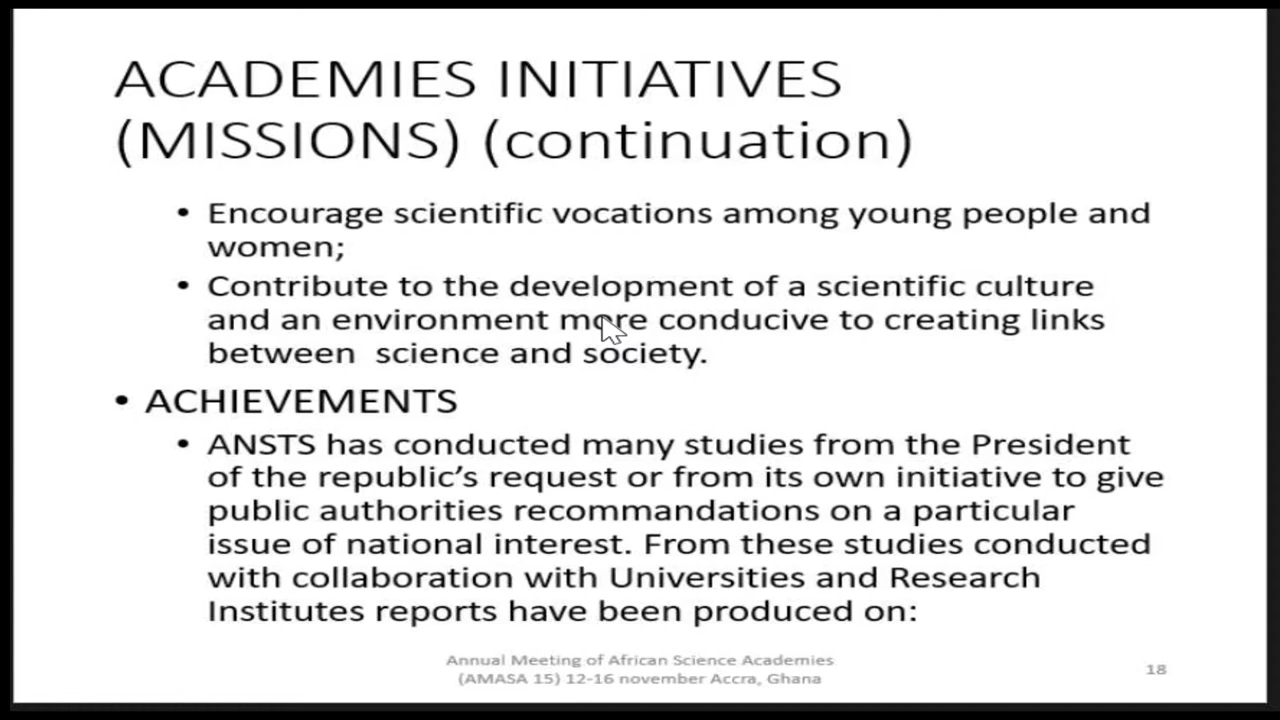 ACADEMIES INITIATIVES
(MISSIONS) (continuation)
• Encourage scientific vocations among young people and
women;
• Contribute to the development of a scientific culture
and an environment more conducive to creating links
between  science and society.
• ACHIEVEMENTS
• ANSTS has conducted many studies from the President
of the republic’s request or from its own initiative to give
public authorities recommandations on a particular
issue of national interest. From these studies conducted
with collaboration with Universities and Research
Institutes reports have been produced on:
Annual Meeting of African Science Academies
(AMASA 15) 12-16 november Accra, Ghana
18